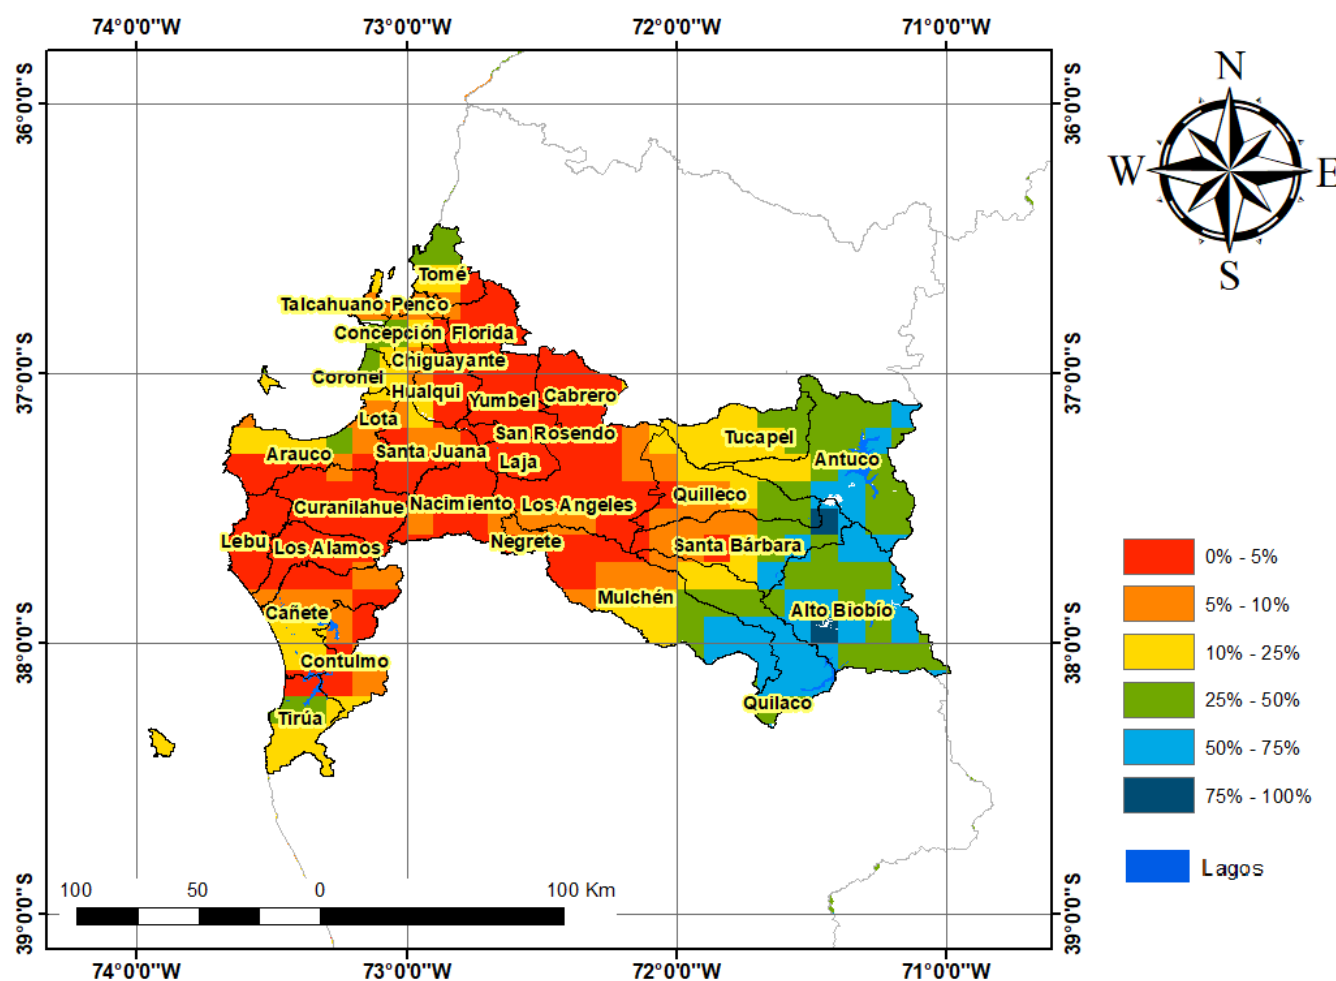 74°0'0"W 73°0'0"W 72°0'0"W 71°0'0"W
36°0'0"S
36°0'0"S
N
W
E
S
Tomé
Talcahuano Penco
Concepción Florida
Chiguayante
Coronel
Hualqui
Yumbel Cabrero
Lota
San Rosendo
Tucapel
Arauco
Santa Juana
Laja
Antuco
Curanilahue
Nacimiento
Los Angeles
Quilleco
Lebu
Los Alamos
Negrete
Santa Bárbara
Cañete
Mulchén
Alto Biobío
Contulmo
Tirúa
Quilaco
37°0'0"S
37°0'0"S
38°0'0"S
38°0'0"S
39°0'0"S
39°0'0"S
0% - 5%
5% - 10%
10% - 25%
25% - 50%
50% - 75%
75% - 100%
Lagos
100 50 0 100 Km
74°0'0"W 73°0'0"W 72°0'0"W 71°0'0"W